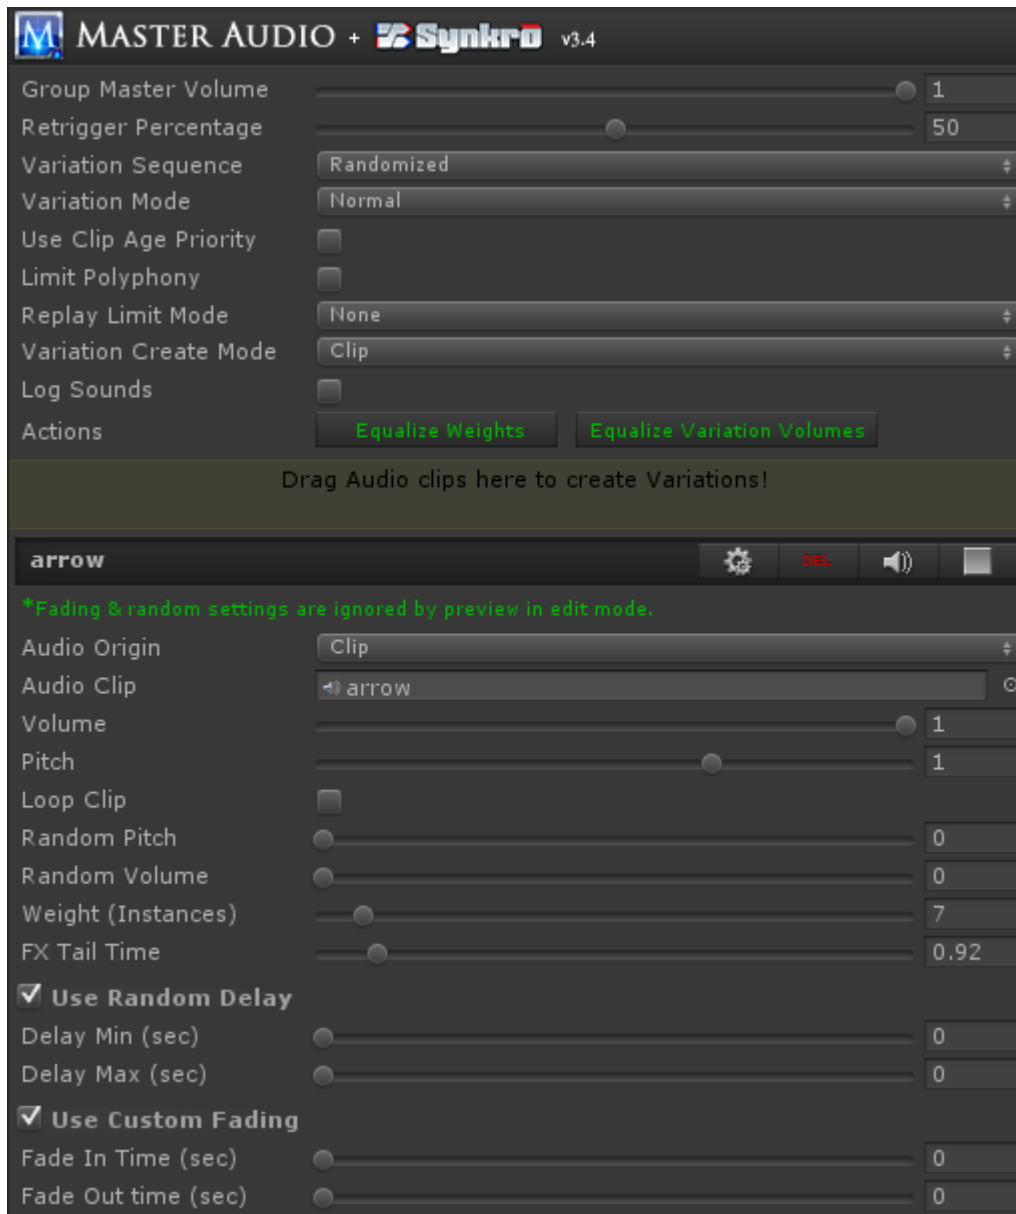 M MASTER AUDIO + Synkro v3.4
Group Master Volume 1
Retrigger Percentage 50
Variation Sequence Randomized
Variation Mode Normal
Use Clip Age Priority
Limit Polyphony
Replay Limit Mode None
Variation Create Mode Clip
Log Sounds
Actions Equalize Weights Equalize Variation Volumes
Drag Audio clips here to create Variations!
arrow DEL
*Fading & random settings are ignored by preview in edit mode.
Audio Origin Clip
Audio Clip arrow
Volume 1
Pitch 1
Loop Clip
Random Pitch 0
Random Volume 0
Weight (Instances) 7
FX Tail Time 0.92
Use Random Delay
Delay Min (sec) 0
Delay Max (sec) 0
Use Custom Fading
Fade In Time (sec) 0
Fade Out time (sec) 0